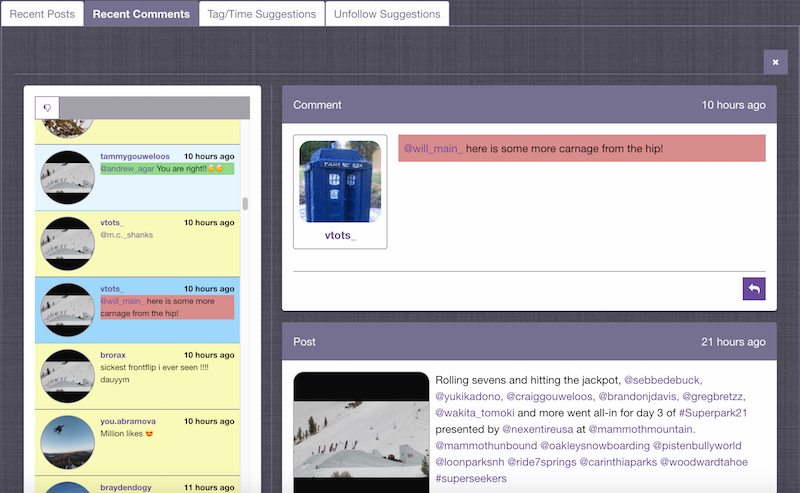 Recent Posts
Recent Comments
Tag/Time Suggestions
Unfollow Suggestions
tammygouweloos 10 hours ago
@andrew_agar You are right!!
vtots_ 10 hours ago
@m.c._shanks
vtots_ 10 hours ago
@will_main_ here is some more
carnage from the hip!
brorax 10 hours ago
sickest frontflip i ever seen !!!!
dauyym
you.abramova 10 hours ago
Million likes 😍
braydendogy 11 hours ago
Comment 10 hours ago
@will_main_ here is some more carnage from the hip!
vtots_
Post 21 hours ago
Rolling sevens and hitting the jackpot, @sebbedebuck,
@yukikadono, @craiggouweloos, @brandonjdavis, @gregbretzz,
@wakita_tomoki and more went all-in for day 3 of #Superpark21
presented by @nexentireusa at @mammothmountain.
@mammothunbound @oakleysnowboarding @pistenbullyworld
@loonparksnh @ride7springs @carinthiaparks @woodwardtahoe
#superseekers